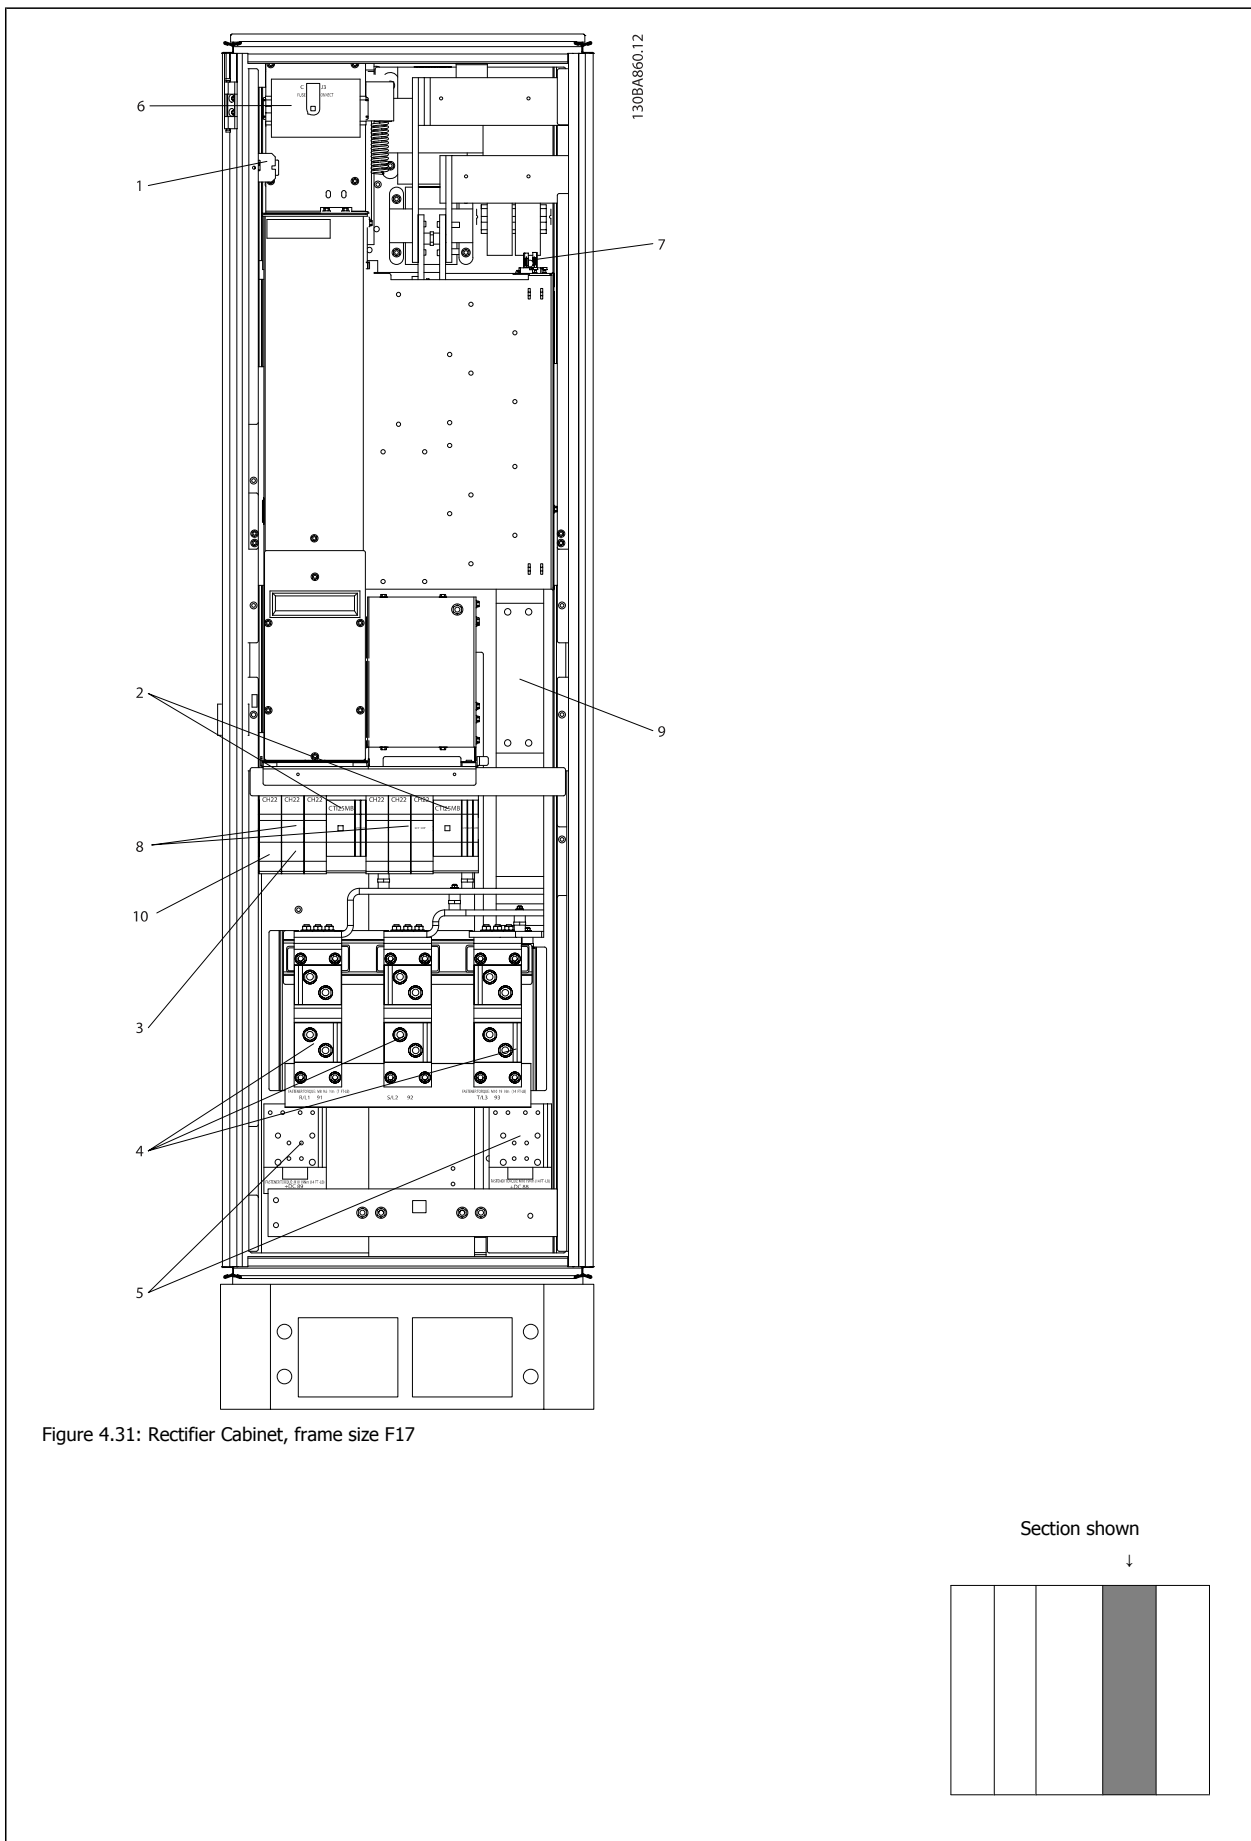 130BA860.12
6
C J3
1
7
2
9
CH22 CH22 CH22 CT125MB CH22 CH22 CH22 CT125MB
8
10
3
R/L1 91 S/L2 92 T/L3 93
4
5
Figure 4.31: Rectifier Cabinet, frame size F17
Section shown
↓